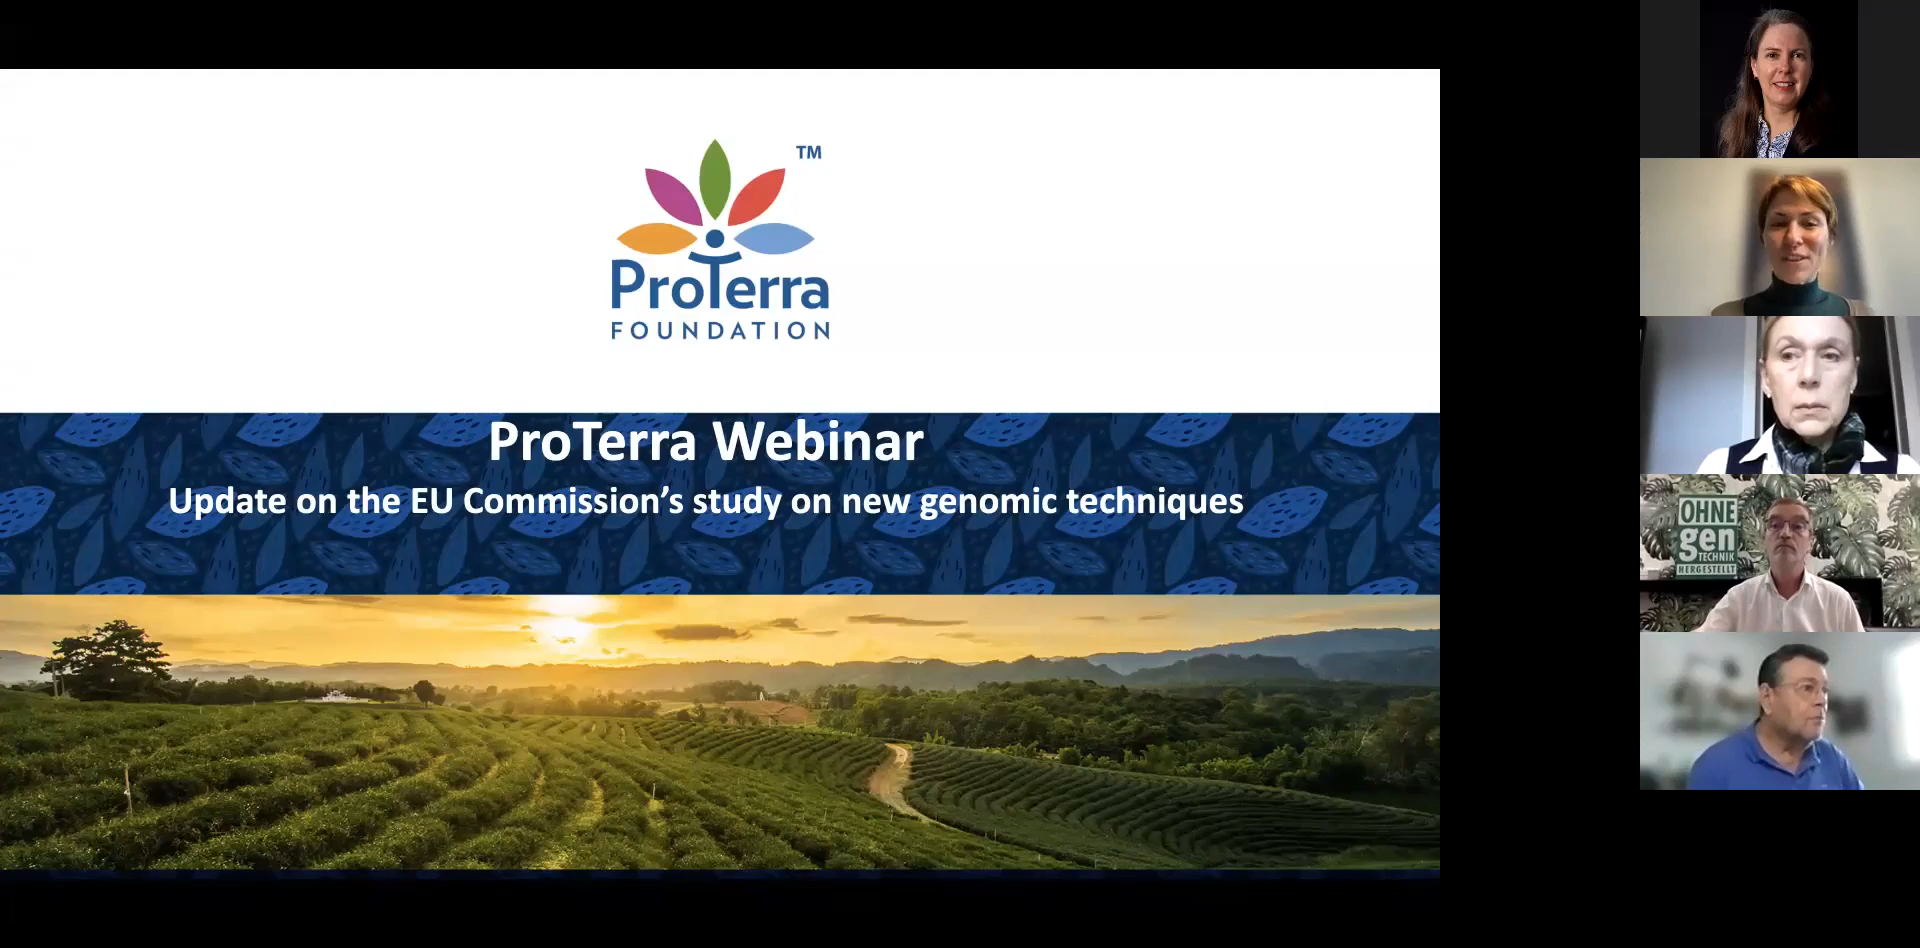 TM
ProTerra
FOUNDATION
ProTerra Webinar
Update on the EU Commission's study on new genomic techniques
OHNE
gen
TECHNIK
HERGESTELLT